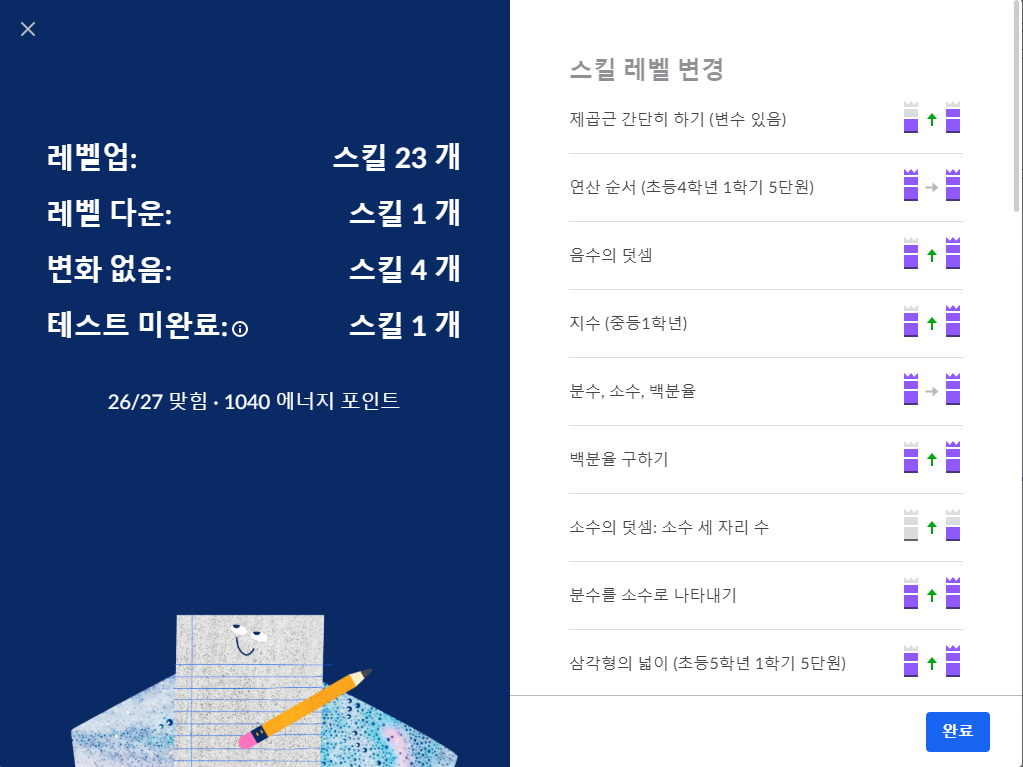 레벨업: 스킬 23 개
레벨 다운: 스킬 1 개
변화 없음: 스킬 4 개
테스트 미완료: 스킬 1 개
26/27 맞힘 · 1040 에너지 포인트
스킬 레벨 변경
제곱근 간단히 하기 (변수 있음)
연산 순서 (초등4학년 1학기 5단원)
음수의 덧셈
지수 (중등1학년)
분수, 소수, 백분율
백분율 구하기
소수의 덧셈: 소수 세 자리 수
분수를 소수로 나타내기
삼각형의 넓이 (초등5학년 1학기 5단원)
완료